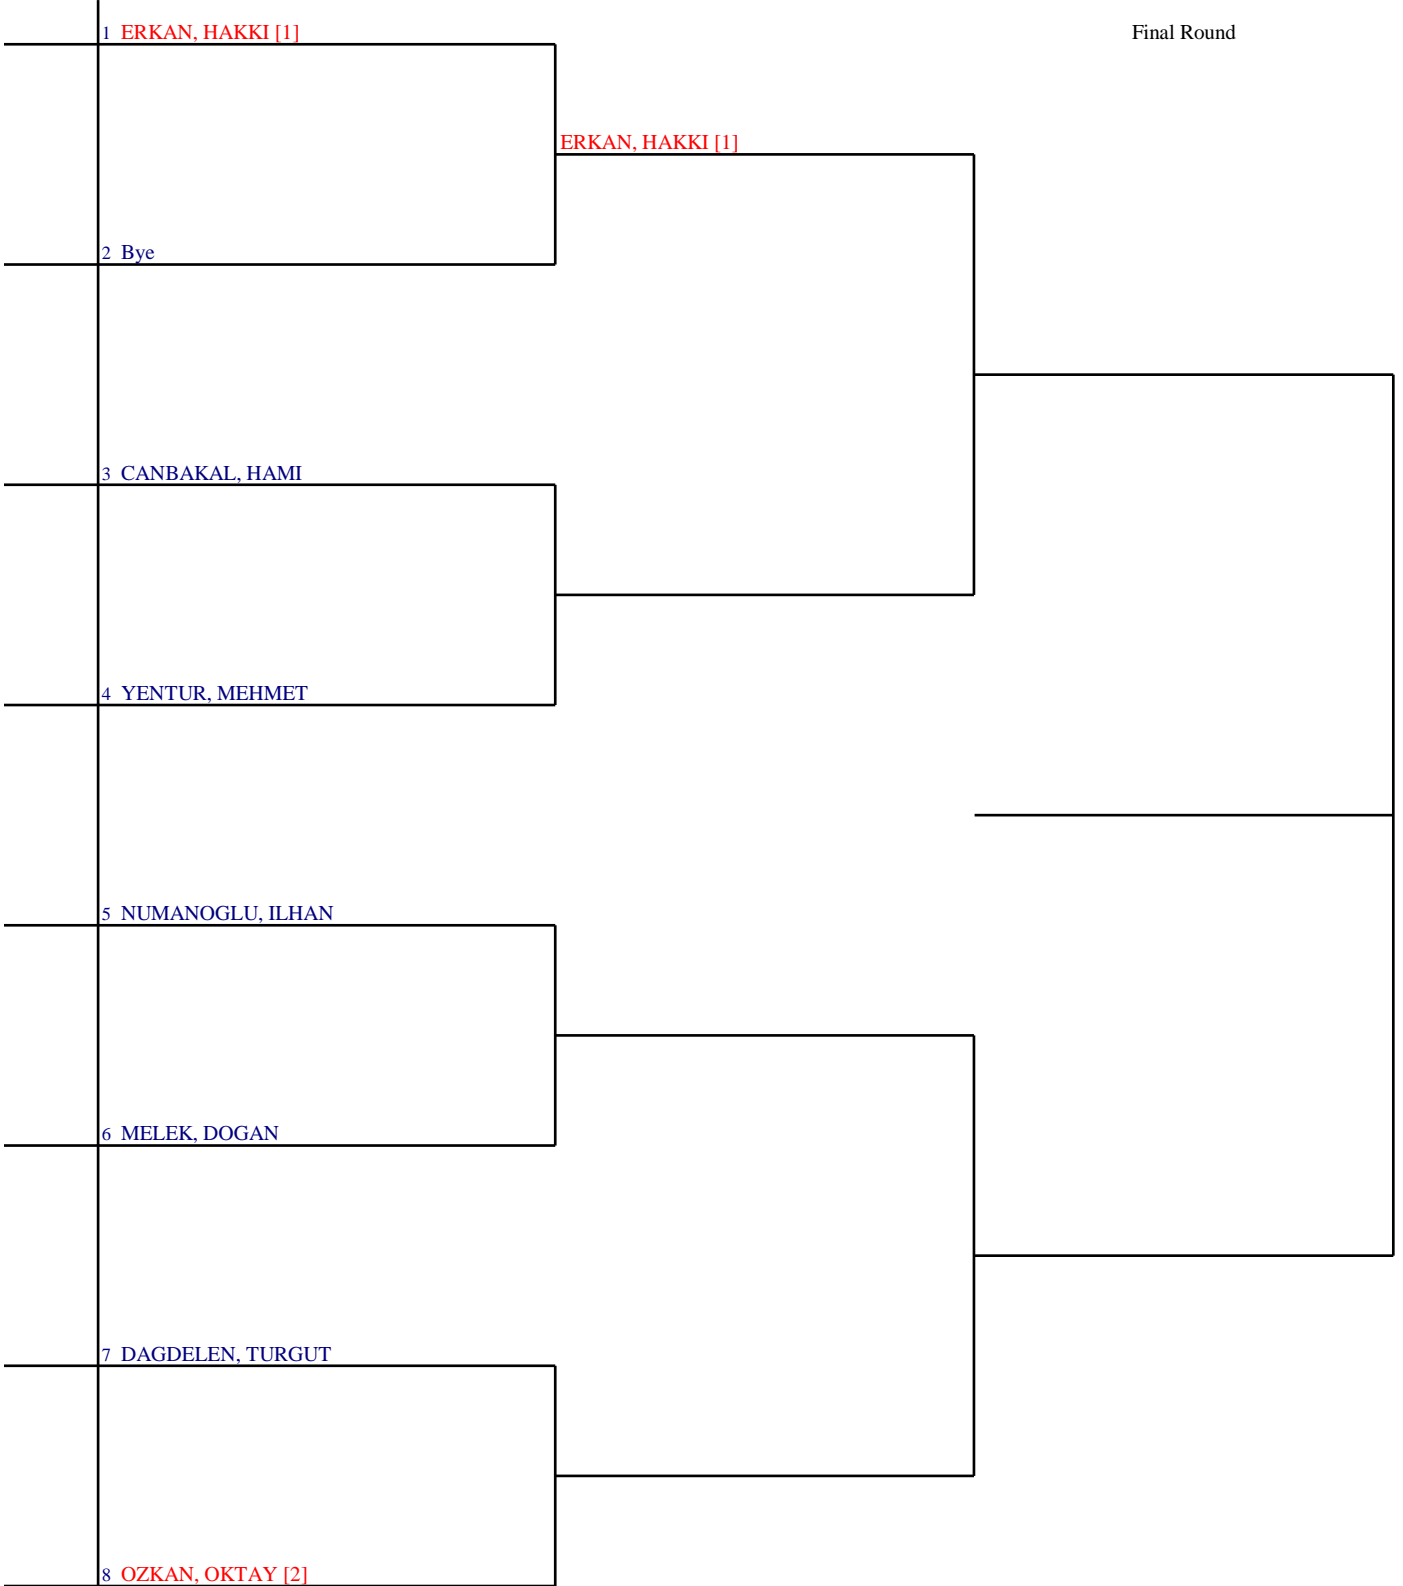 1 ERKAN, HAKKI [1]
Final Round
ERKAN, HAKKI [1]
2 Bye
3 CANBAKAL, HAMI
4 YENTUR, MEHMET
5 NUMANOGLU, ILHAN
6 MELEK, DOGAN
7 DAGDELEN, TURGUT
8 OZKAN, OKTAY [2]